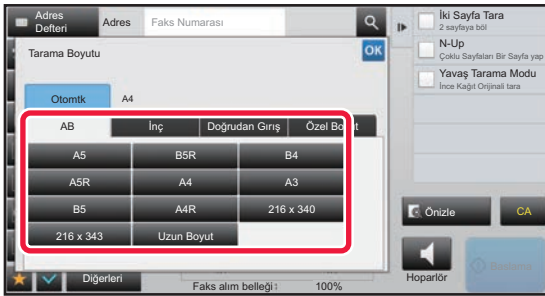 Adres Defteri
Adres
Faks Numarası
Tarama Boyutu
OK
Otomtk
A4
AB
İnç
Doğrudan Giriş
Özel Boyut
A5
B5R
B4
A5R
A4
A3
B5
A4R
216 x 340
216 x 343
Uzun Boyut
Diğerleri
Faks alım belleği:
100%
İki Sayfa Tara
2 sayfaya böl
N-Up
Çoklu Sayfaları Bir Sayfa yap
Yavaş Tarama Modu
İnce Kağıt Orijinali tara
Önizle
CA
Hoparlör